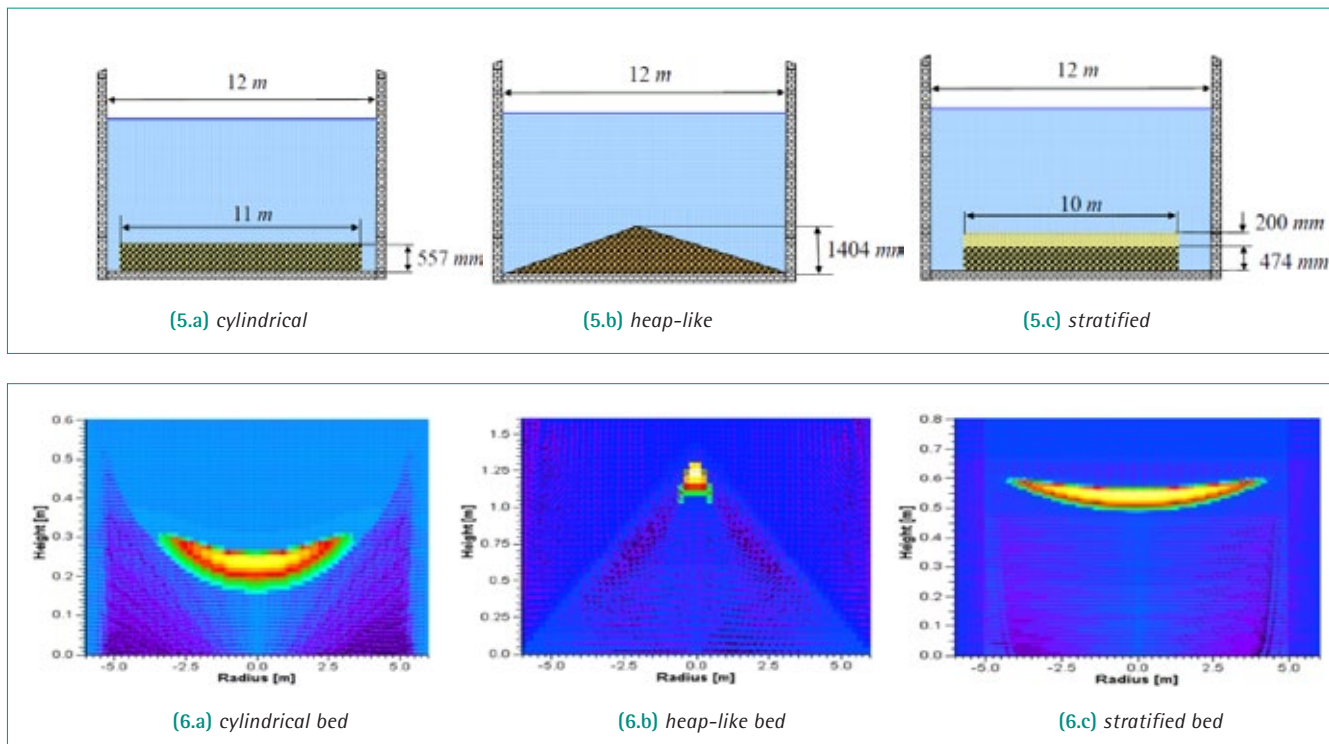 12 m
11 m
557 mm
(5.a) cylindrical
12 m
1404 mm
(5.b) heap-like
12 m
10 m
200 mm
474 mm
(5.c) stratified
0.6
0.5
0.4
0.3
0.2
0.1
0.0
Height [m]
-5.0 -2.5 0.0 2.5 5.0
Radius [m]
(6.a) cylindrical bed
1.5
1.25
1.0
0.75
0.5
0.25
0.0
Height [m]
-5.0 -2.5 0.0 2.5 5.0
Radius [m]
(6.b) heap-like bed
0.8
0.7
0.6
0.5
0.4
0.3
0.2
0.1
0.0
Height [m]
-5.0 -2.5 0.0 2.5 5.0
Radius [m]
(6.c) stratified bed